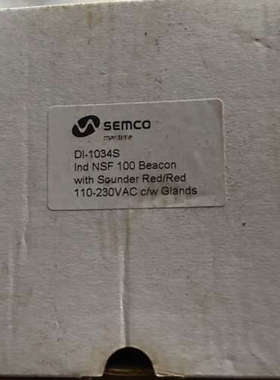 SEMCO
maritime
DI-1034S
Ind NSF 100 Beacon
with Sounder Red/Red
110-230VAC c/w Glands